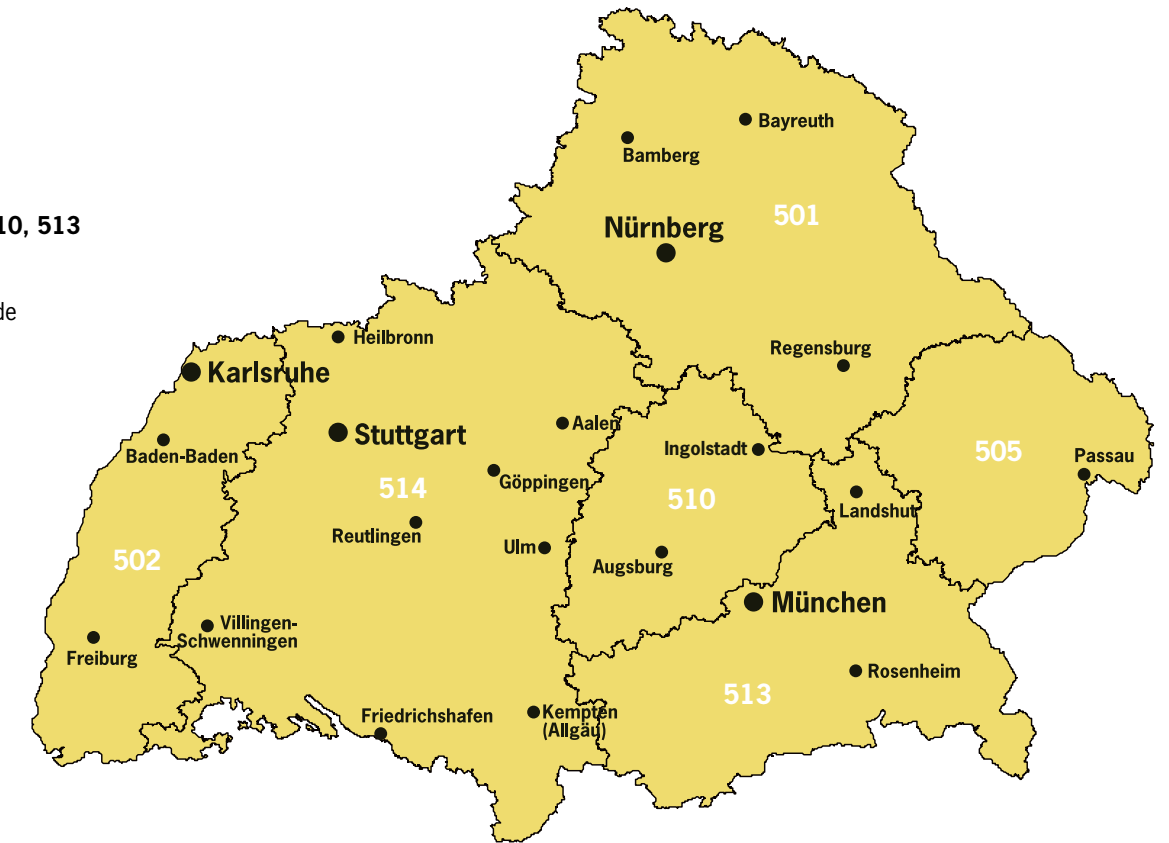 Bayreuth
Bamberg
10, 513
501
Nürnberg
de
Heilbronn
Regensburg
Karlsruhe
Aalen
Stuttgart
Ingolstadt
505
Baden-Baden
Passau
Göppingen
514
510
Landshut
Reutlingen
Ulm
502
Augsburg
München
Villingen-
Schwenningen
Freiburg
Rosenheim
513
Friedrichshafen
Kempten
(Allgäu)